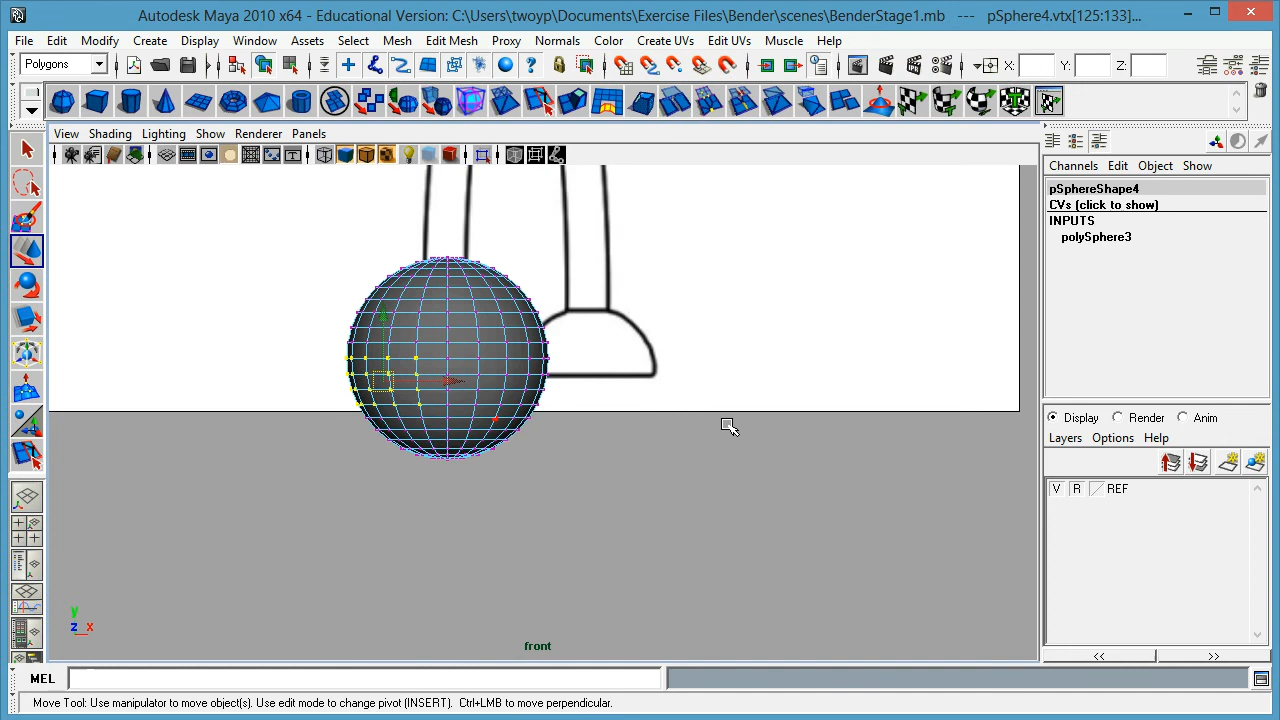 Autodesk Maya 2010 x64 - Educational Version: C:\Users\twoyp\Documents\Exercise Files\Bender\scenes\BenderStage1.mb --- pSphere4.vtx[125:133]...
File Edit Modify Create Display Window Assets Select Mesh Edit Mesh Proxy Normals Color Create UVs Edit UVs Muscle Help
Polygons X: Y: Z:
View Shading Lighting Show Renderer Panels
Channels Edit Object Show
pSphereShape4
CVs (click to show)
INPUTS
polySphere3
Display Render Anim
Layers Options Help
V R REF
y
z x
front
<< >>
MEL
Move Tool: Use manipulator to move object(s). Use edit mode to change pivot (INSERT). Ctrl+LMB to move perpendicular.